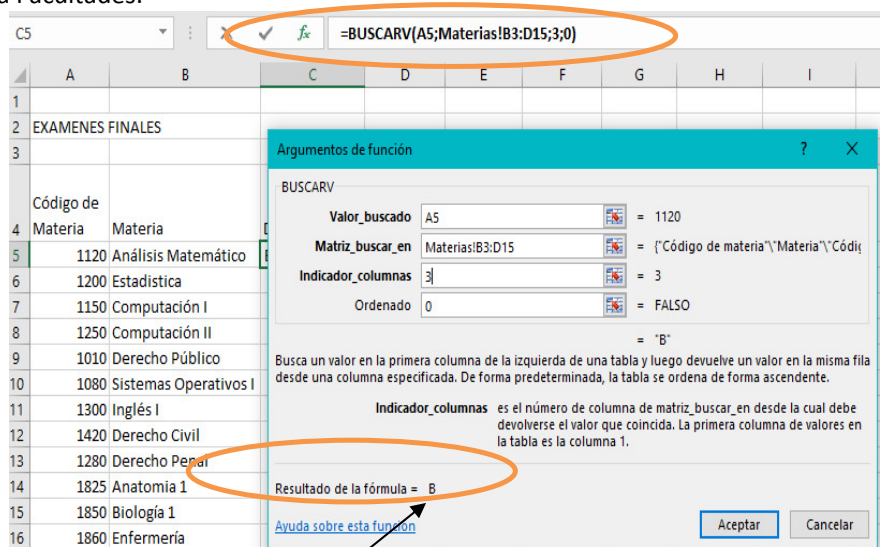 a Facultades.
C5 fx =BUSCARV(A5;Materias!B3:D15;3;0)
A B C D E F G H I
1
2 EXAMENES FINALES
3
Código de
4 Materia Materia
5 1120 Análisis Matemático
6 1200 Estadistica
7 1150 Computación I
8 1250 Computación II
9 1010 Derecho Público
10 1080 Sistemas Operativos I
11 1300 Inglés I
12 1420 Derecho Civil
13 1280 Derecho Penal
14 1825 Anatomia 1
15 1850 Biología 1
16 1860 Enfermería
Argumentos de función ? X
BUSCARV
Valor_buscado A5 = 1120
Matriz_buscar_en Materias!B3:D15 = {"Código de materia"\"Materia"\"Códig
Indicador_columnas 3 = 3
Ordenado 0 = FALSO
= "B"
Busca un valor en la primera columna de la izquierda de una tabla y luego devuelve un valor en la misma fila
desde una columna especificada. De forma predeterminada, la tabla se ordena de forma ascendente.
Indicador_columnas es el número de columna de matriz_buscar_en desde la cual debe
devolverse el valor que coincida. La primera columna de valores en
la tabla es la columna 1.
Resultado de la fórmula = B
Ayuda sobre esta función Aceptar Cancelar